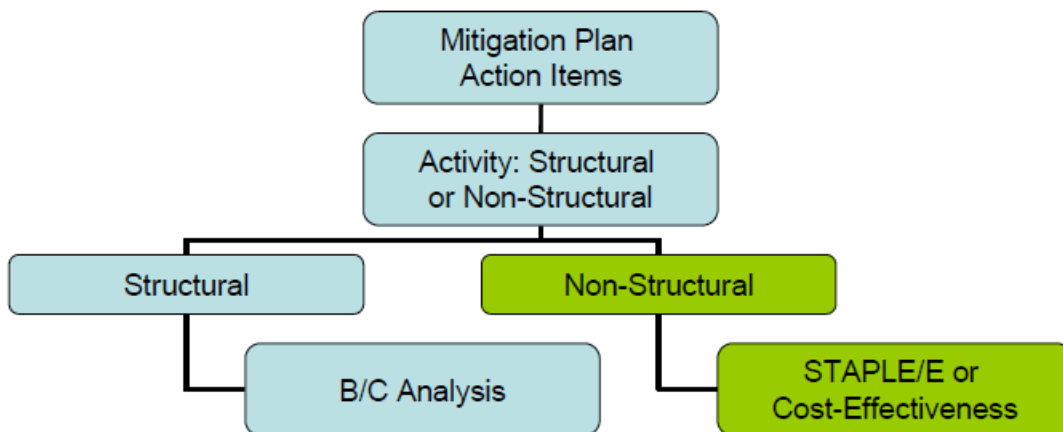 Mitigation Plan
Action Items
Activity: Structural
or Non-Structural
Structural
Non-Structural
B/C Analysis
STAPLE/E or
Cost-Effectiveness